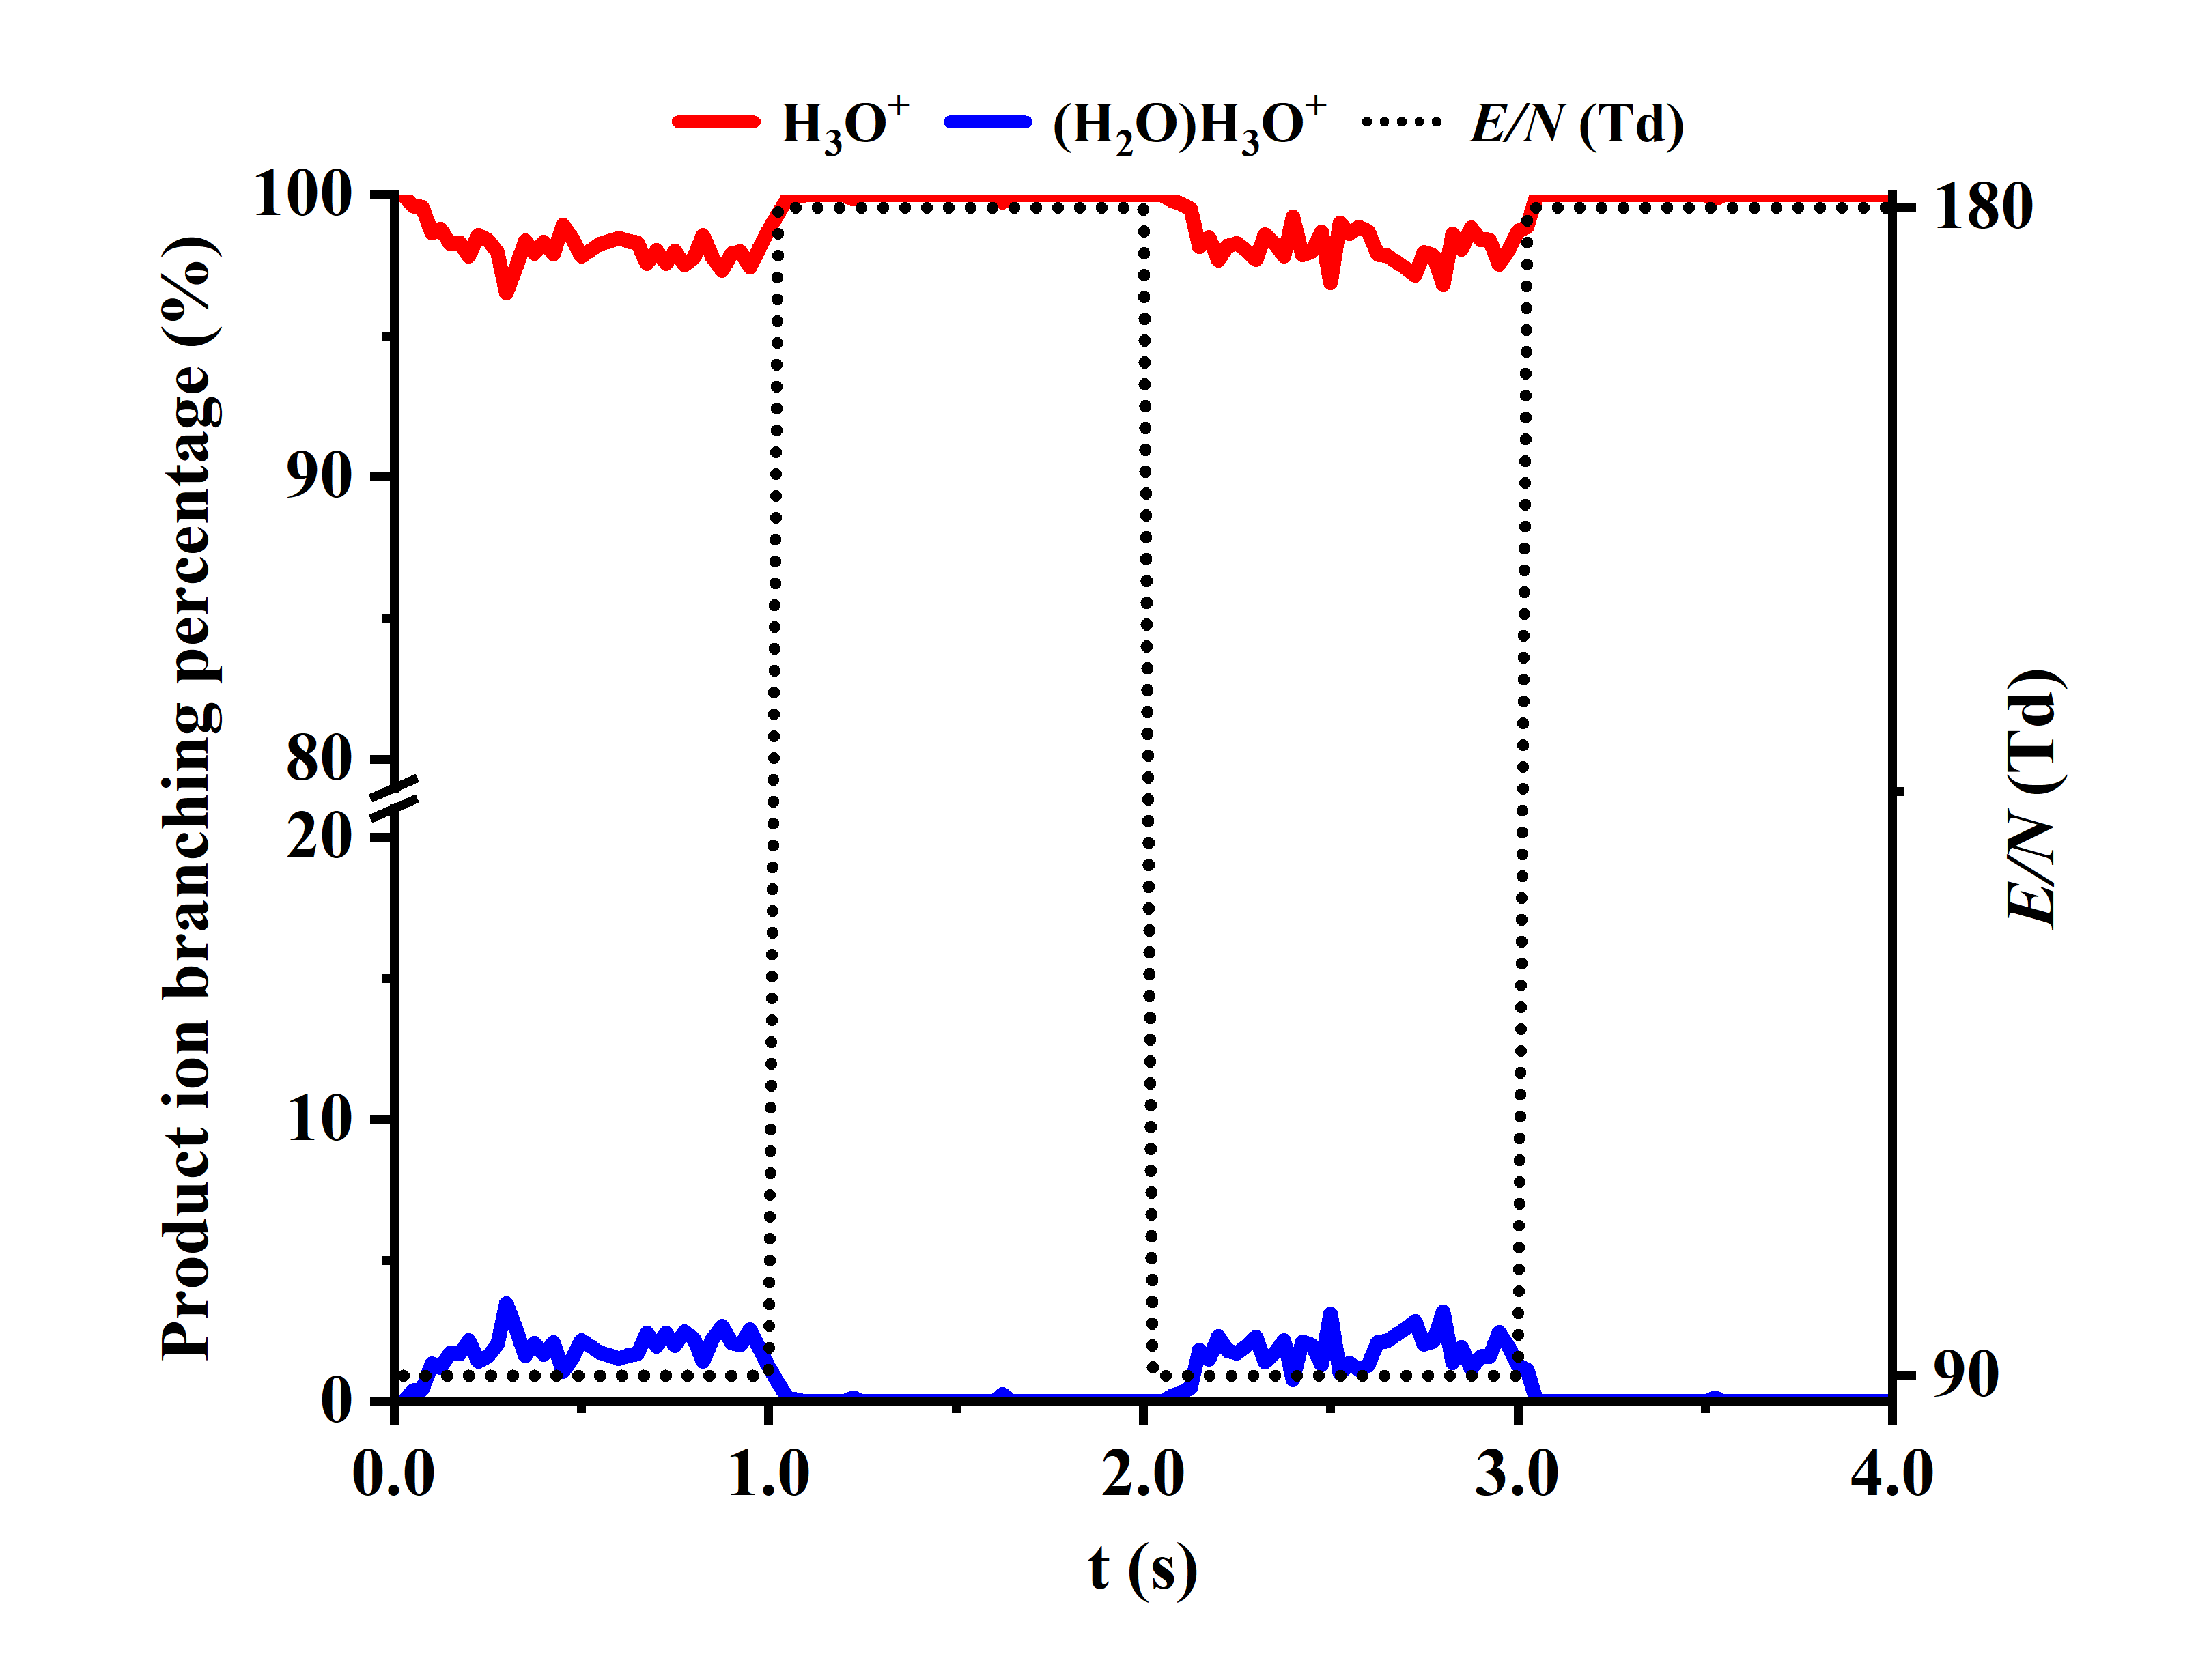 H₃O⁺ (H₂O)H₃O⁺ E/N (Td)
Product ion branching percentage (%)
100
90
80
20
10
0
180
90
E/N (Td)
0.0 1.0 2.0 3.0 4.0
t (s)